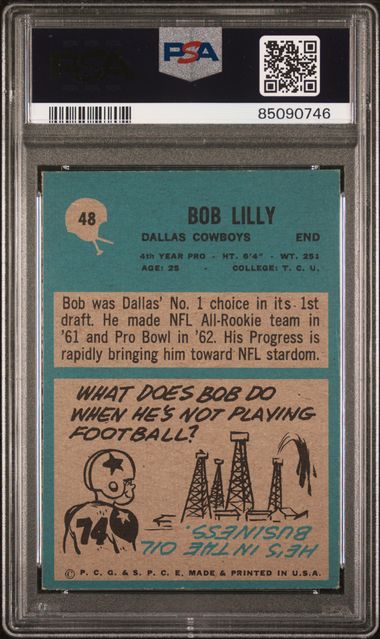 PSA
PSA
85090746
48
BOB LILLY
DALLAS COWBOYS END
4th YEAR PRO - HT. 6'4" - WT. 251
AGE: 25 - COLLEGE: T. C. U.
Bob was Dallas' No. 1 choice in its 1st
draft. He made NFL All-Rookie team in
'61 and Pro Bowl in '62. His Progress is
rapidly bringing him toward NFL stardom.
WHAT DOES BOB DO
WHEN HE'S NOT PLAYING
FOOTBALL?
74
HE'S IN THE OIL
BUSINESS.
© P. C. G. & S. P. C. E. MADE & PRINTED IN U.S.A.